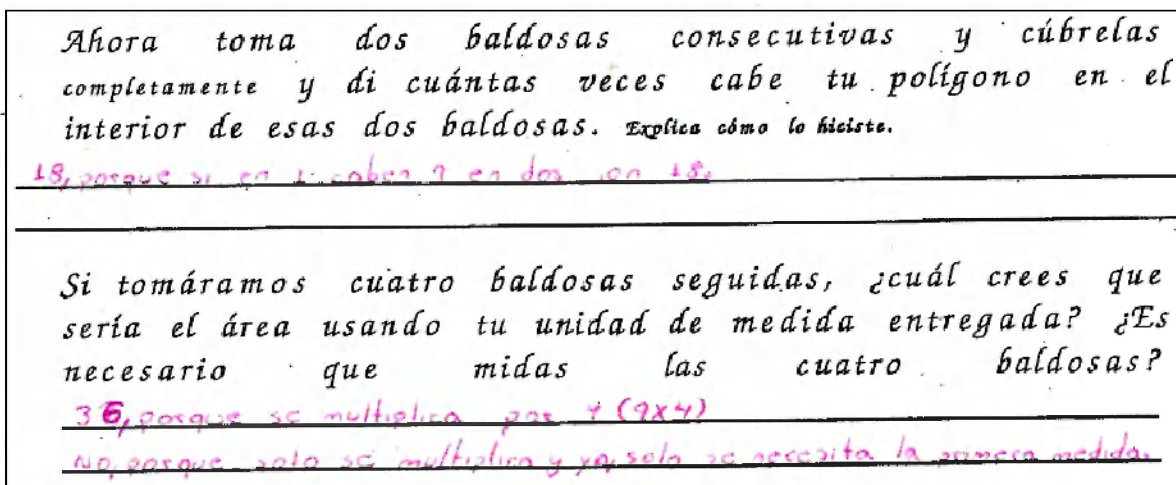 Ahora toma dos baldosas consecutivas y cúbrelas
completamente y di cuántas veces cabe tu polígono en el
interior de esas dos baldosas. Explica cómo lo hiciste.
18, porque si en 1 caben 9 en dos son 18.
Si tomáramos cuatro baldosas seguidas, ¿cuál crees que
sería el área usando tu unidad de medida entregada? ¿Es
necesario que midas las cuatro baldosas?
36, porque se multiplica por 4 (9x4)
No, porque solo se multiplica y ya, solo se necesita la primera medida.